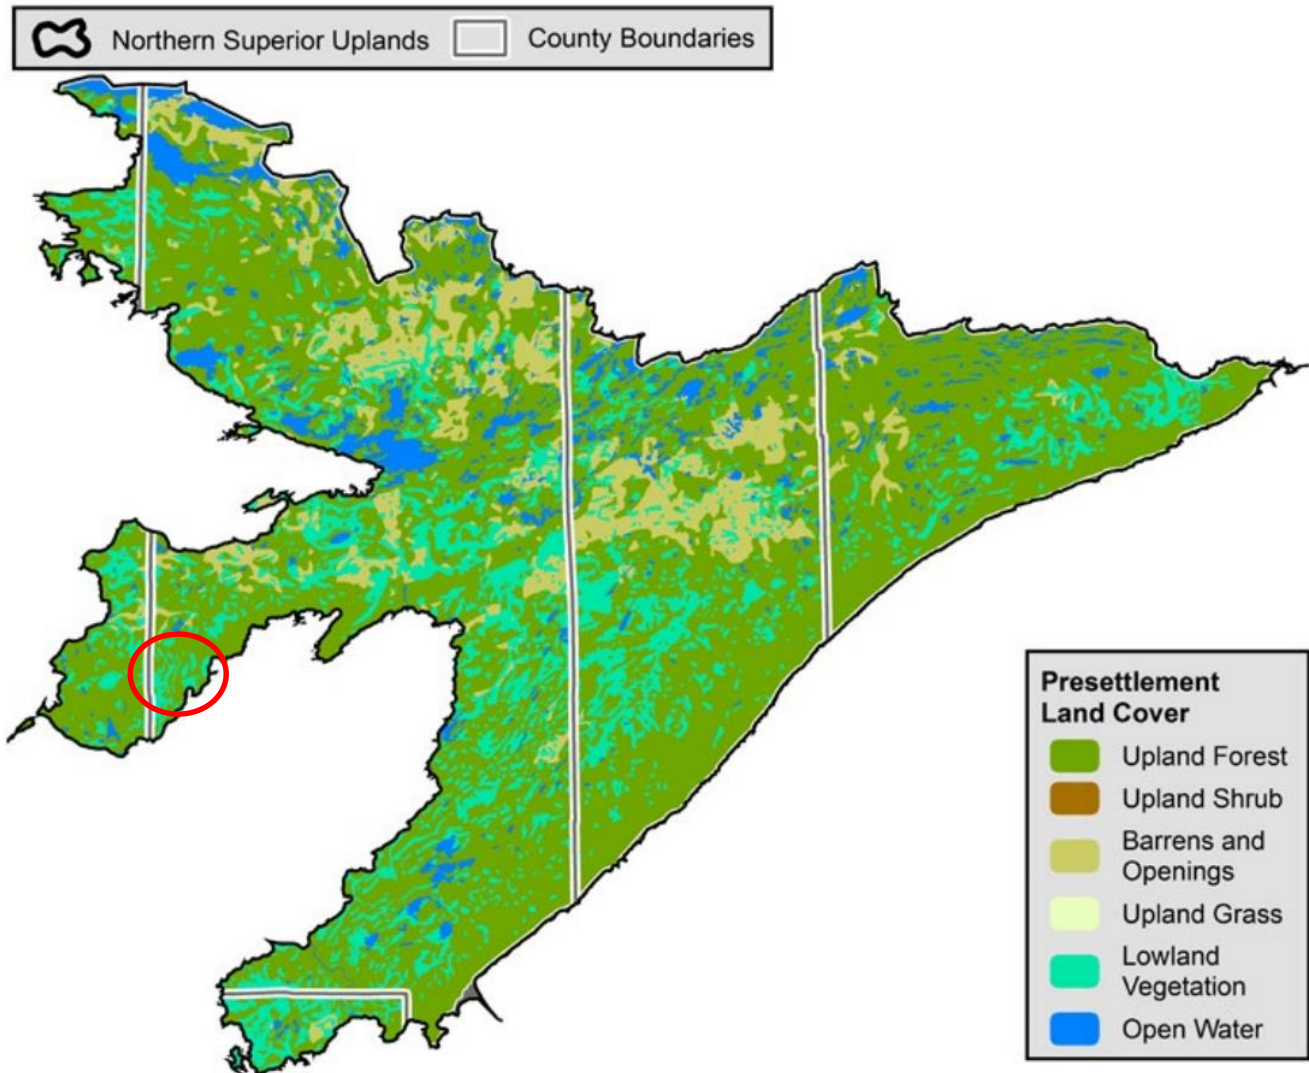 Northern Superior Uplands County Boundaries
Presettlement
Land Cover
Upland Forest
Upland Shrub
Barrens and
Openings
Upland Grass
Lowland
Vegetation
Open Water